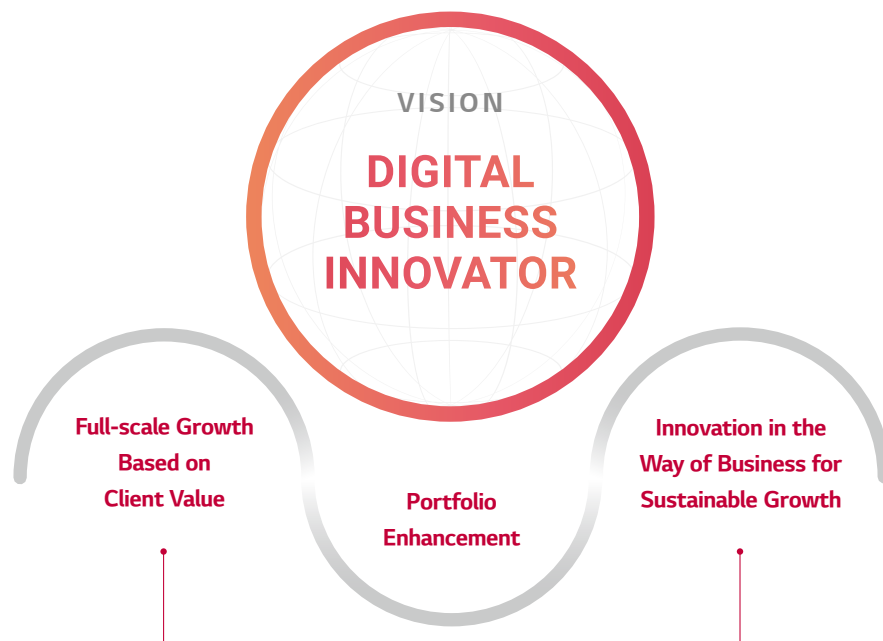 VISION
DIGITAL
BUSINESS
INNOVATOR
Full-scale Growth
Based on
Client Value
Portfolio
Enhancement
Innovation in the
Way of Business for
Sustainable Growth